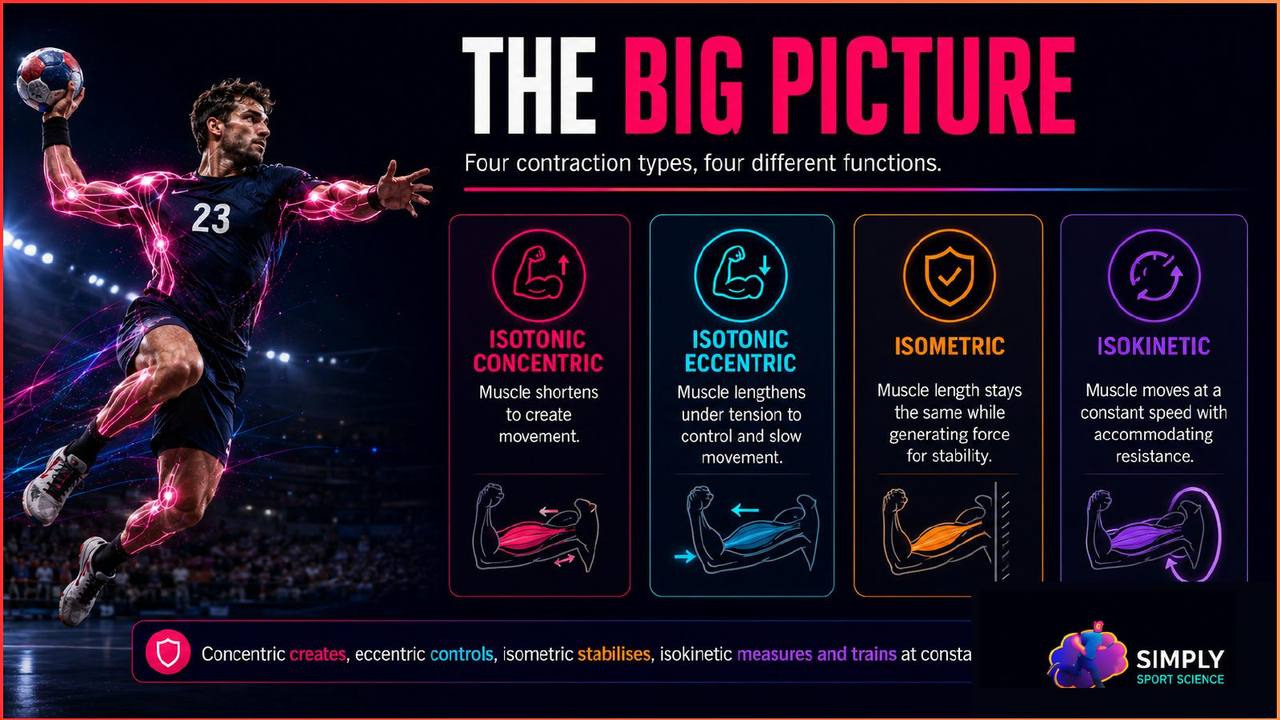 THE BIG PICTURE
Four contraction types, four different functions.
23
ISOTONIC
CONCENTRIC
Muscle shortens
to create
movement.
ISOTONIC
ECCENTRIC
Muscle lengthens
under tension to
control and slow
movement.
ISOMETRIC
Muscle length stays
the same while
generating force
for stability.
ISOKINETIC
Muscle moves at a
constant speed with
accommodating
resistance.
Concentric creates, eccentric controls, isometric stabilises, isokinetic measures and trains at consta
SIMPLY
SPORT SCIENCE